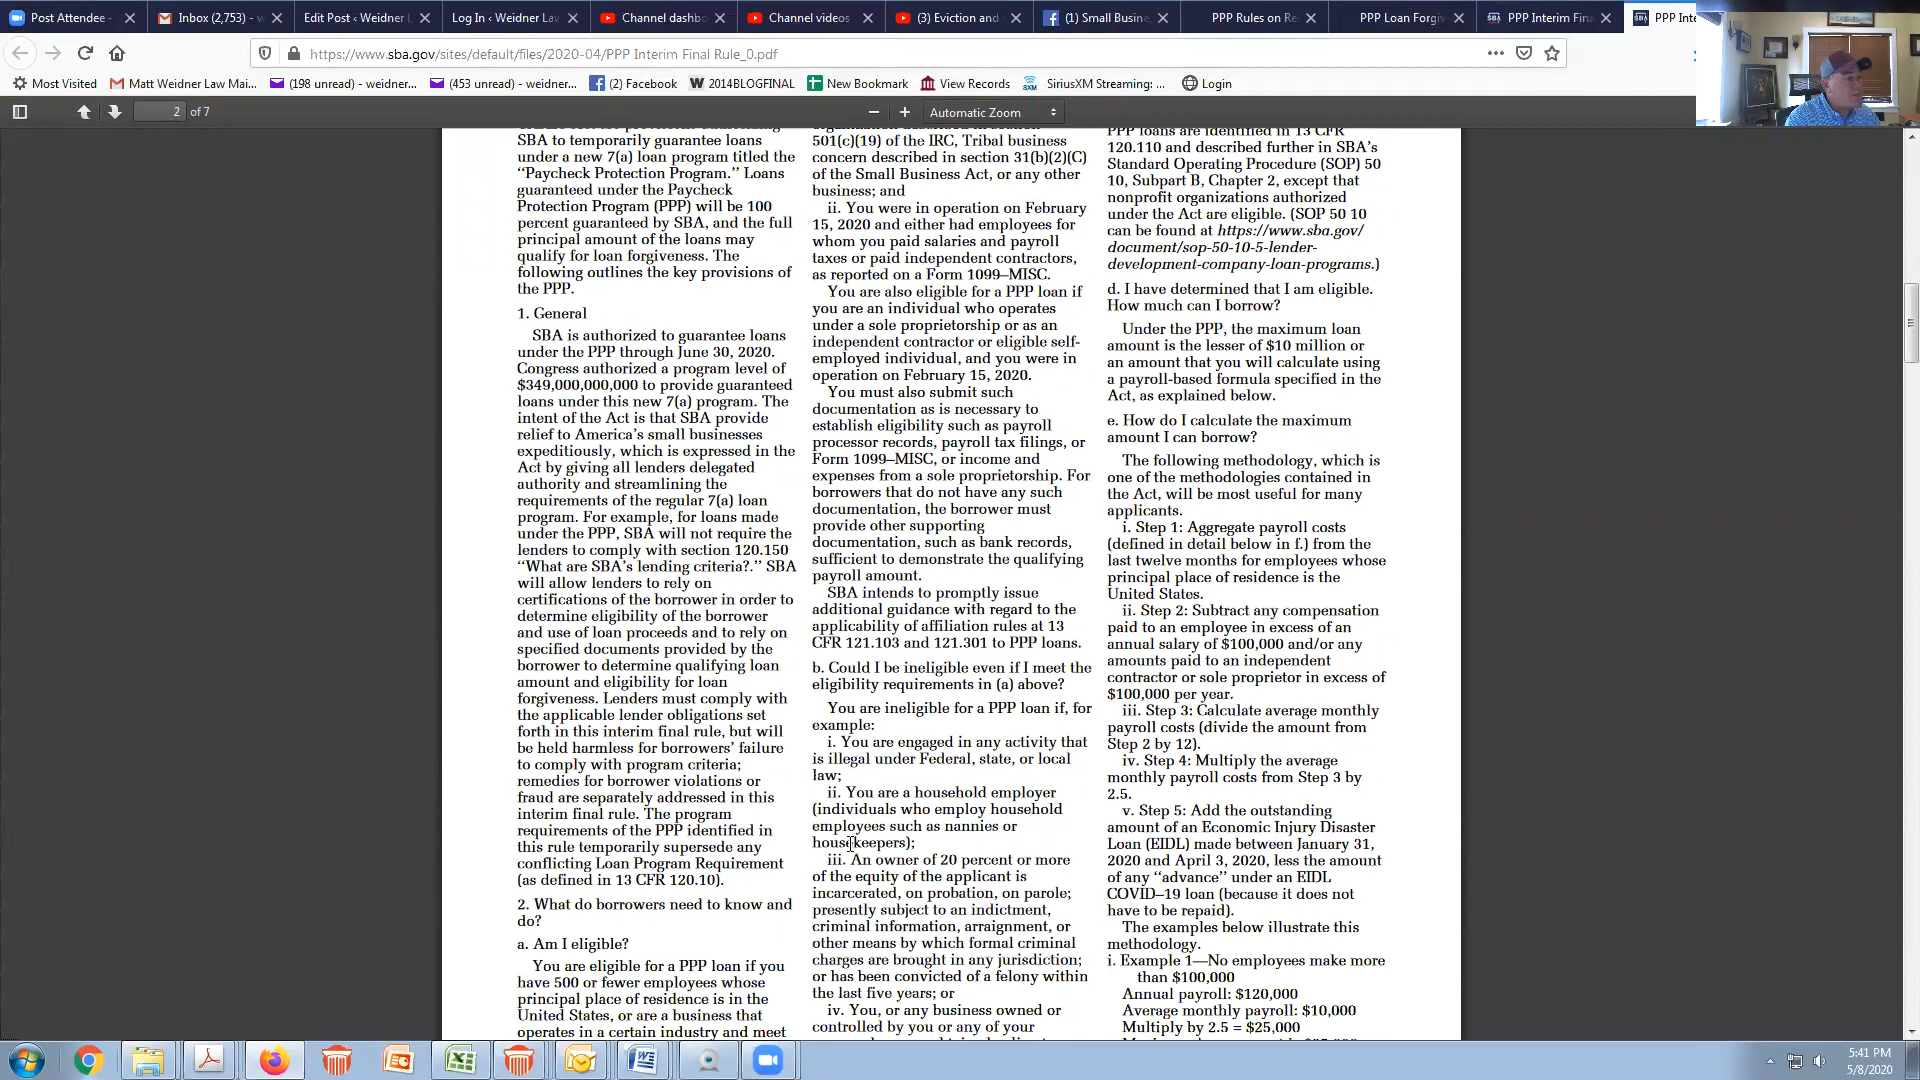 Post Attendee -
Inbox (2,753) - w
Edit Post ‹ Weidner L
Log In ‹ Weidner Law
Channel dashbo
Channel videos
(3) Eviction and
(1) Small Busine
PPP Rules on Re
PPP Loan Forgiv
PPP Interim Fina
PPP Inte
https://www.sba.gov/sites/default/files/2020-04/PPP Interim Final Rule_0.pdf
Most Visited
Matt Weidner Law Mai...
(198 unread) - weidner...
(453 unread) - weidner...
(2) Facebook
2014BLOGFINAL
New Bookmark
View Records
SiriusXM Streaming: ...
Login
2 of 7
Automatic Zoom
SBA to temporarily guarantee loans
under a new 7(a) loan program titled the
‘‘Paycheck Protection Program.’’ Loans
guaranteed under the Paycheck
Protection Program (PPP) will be 100
percent guaranteed by SBA, and the full
principal amount of the loans may
qualify for loan forgiveness. The
following outlines the key provisions of
the PPP.
1. General
SBA is authorized to guarantee loans
under the PPP through June 30, 2020.
Congress authorized a program level of
$349,000,000,000 to provide guaranteed
loans under this new 7(a) program. The
intent of the Act is that SBA provide
relief to America’s small businesses
expeditiously, which is expressed in the
Act by giving all lenders delegated
authority and streamlining the
requirements of the regular 7(a) loan
program. For example, for loans made
under the PPP, SBA will not require the
lenders to comply with section 120.150
‘‘What are SBA’s lending criteria?.’’ SBA
will allow lenders to rely on
certifications of the borrower in order to
determine eligibility of the borrower
and use of loan proceeds and to rely on
specified documents provided by the
borrower to determine qualifying loan
amount and eligibility for loan
forgiveness. Lenders must comply with
the applicable lender obligations set
forth in this interim final rule, but will
be held harmless for borrowers’ failure
to comply with program criteria;
remedies for borrower violations or
fraud are separately addressed in this
interim final rule. The program
requirements of the PPP identified in
this rule temporarily supersede any
conflicting Loan Program Requirement
(as defined in 13 CFR 120.10).
2. What do borrowers need to know and
do?
a. Am I eligible?
You are eligible for a PPP loan if you
have 500 or fewer employees whose
principal place of residence is in the
United States, or are a business that
operates in a certain industry and meet
501(c)(19) of the IRC, Tribal business
concern described in section 31(b)(2)(C)
of the Small Business Act, or any other
business; and
ii. You were in operation on February
15, 2020 and either had employees for
whom you paid salaries and payroll
taxes or paid independent contractors,
as reported on a Form 1099–MISC.
You are also eligible for a PPP loan if
you are an individual who operates
under a sole proprietorship or as an
independent contractor or eligible self-
employed individual, and you were in
operation on February 15, 2020.
You must also submit such
documentation as is necessary to
establish eligibility such as payroll
processor records, payroll tax filings, or
Form 1099–MISC, or income and
expenses from a sole proprietorship. For
borrowers that do not have any such
documentation, the borrower must
provide other supporting
documentation, such as bank records,
sufficient to demonstrate the qualifying
payroll amount.
SBA intends to promptly issue
additional guidance with regard to the
applicability of affiliation rules at 13
CFR 121.103 and 121.301 to PPP loans.
b. Could I be ineligible even if I meet the
eligibility requirements in (a) above?
You are ineligible for a PPP loan if, for
example:
i. You are engaged in any activity that
is illegal under Federal, state, or local
law;
ii. You are a household employer
(individuals who employ household
employees such as nannies or
housekeepers);
iii. An owner of 20 percent or more
of the equity of the applicant is
incarcerated, on probation, on parole;
presently subject to an indictment,
criminal information, arraignment, or
other means by which formal criminal
charges are brought in any jurisdiction;
or has been convicted of a felony within
the last five years; or
iv. You, or any business owned or
controlled by you or any of your
PPP loans are identified in 13 CFR
120.110 and described further in SBA’s
Standard Operating Procedure (SOP) 50
10, Subpart B, Chapter 2, except that
nonprofit organizations authorized
under the Act are eligible. (SOP 50 10
can be found at https://www.sba.gov/
document/sop-50-10-5-lender-
development-company-loan-programs.)
d. I have determined that I am eligible.
How much can I borrow?
Under the PPP, the maximum loan
amount is the lesser of $10 million or
an amount that you will calculate using
a payroll-based formula specified in the
Act, as explained below.
e. How do I calculate the maximum
amount I can borrow?
The following methodology, which is
one of the methodologies contained in
the Act, will be most useful for many
applicants.
i. Step 1: Aggregate payroll costs
(defined in detail below in f.) from the
last twelve months for employees whose
principal place of residence is the
United States.
ii. Step 2: Subtract any compensation
paid to an employee in excess of an
annual salary of $100,000 and/or any
amounts paid to an independent
contractor or sole proprietor in excess of
$100,000 per year.
iii. Step 3: Calculate average monthly
payroll costs (divide the amount from
Step 2 by 12).
iv. Step 4: Multiply the average
monthly payroll costs from Step 3 by
2.5.
v. Step 5: Add the outstanding
amount of an Economic Injury Disaster
Loan (EIDL) made between January 31,
2020 and April 3, 2020, less the amount
of any ‘‘advance’’ under an EIDL
COVID–19 loan (because it does not
have to be repaid).
The examples below illustrate this
methodology.
i. Example 1—No employees make more
than $100,000
Annual payroll: $120,000
Average monthly payroll: $10,000
Multiply by 2.5 = $25,000
5:41 PM
5/8/2020